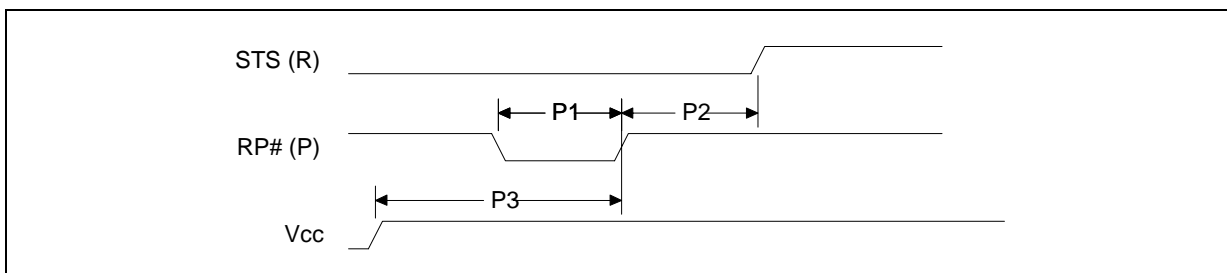 STS (R)
P1
P2
RP# (P)
P3
Vcc